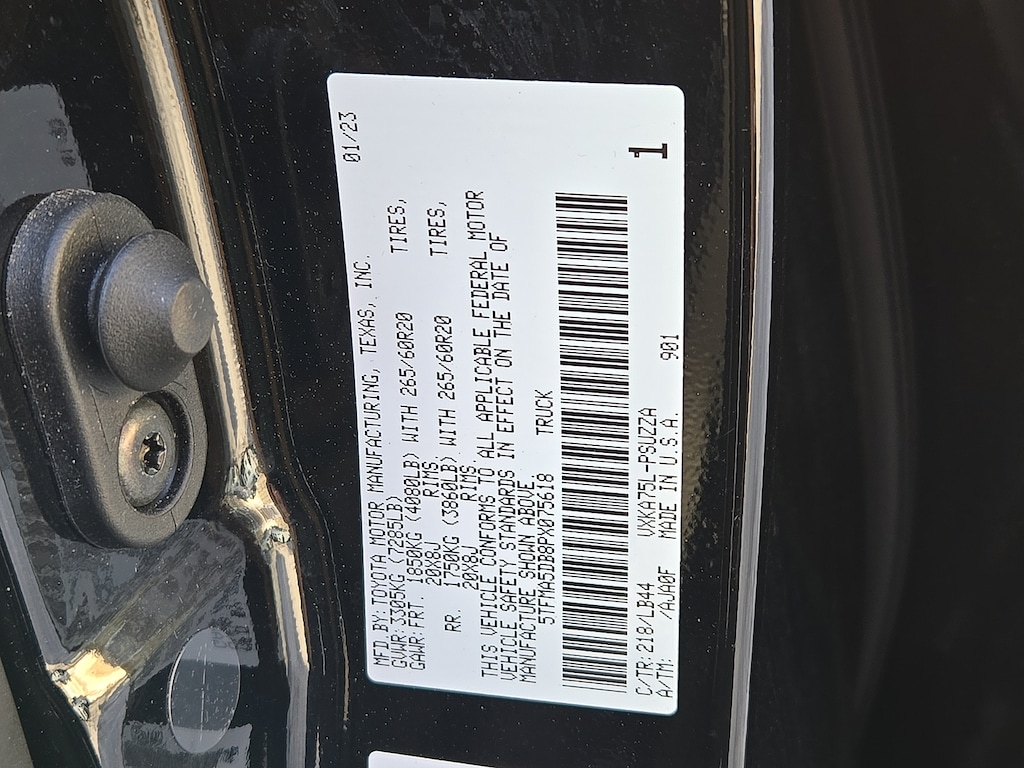 01/23
MFD BY:TOYOTA MOTOR MANUFACTURING, TEXAS, INC.
GVWR:3305KG (7285LB)
GAWR:FRT. 1850KG (4080LB) WITH 265/60R20 TIRES,
20X8J RIMS
RR. 1750KG (3860LB) WITH 265/60R20 TIRES,
20X8J RIMS
THIS VEHICLE CONFORMS TO ALL APPLICABLE FEDERAL MOTOR
VEHICLE SAFETY STANDARDS IN EFFECT ON THE DATE OF
MANUFACTURE SHOWN ABOVE.
5TFMA5DB8PX075618 TRUCK
C/TR:218/LB44 VXKA75L-PSUZZA 901
A/TM: /AJA0F MADE IN U.S.A. 1